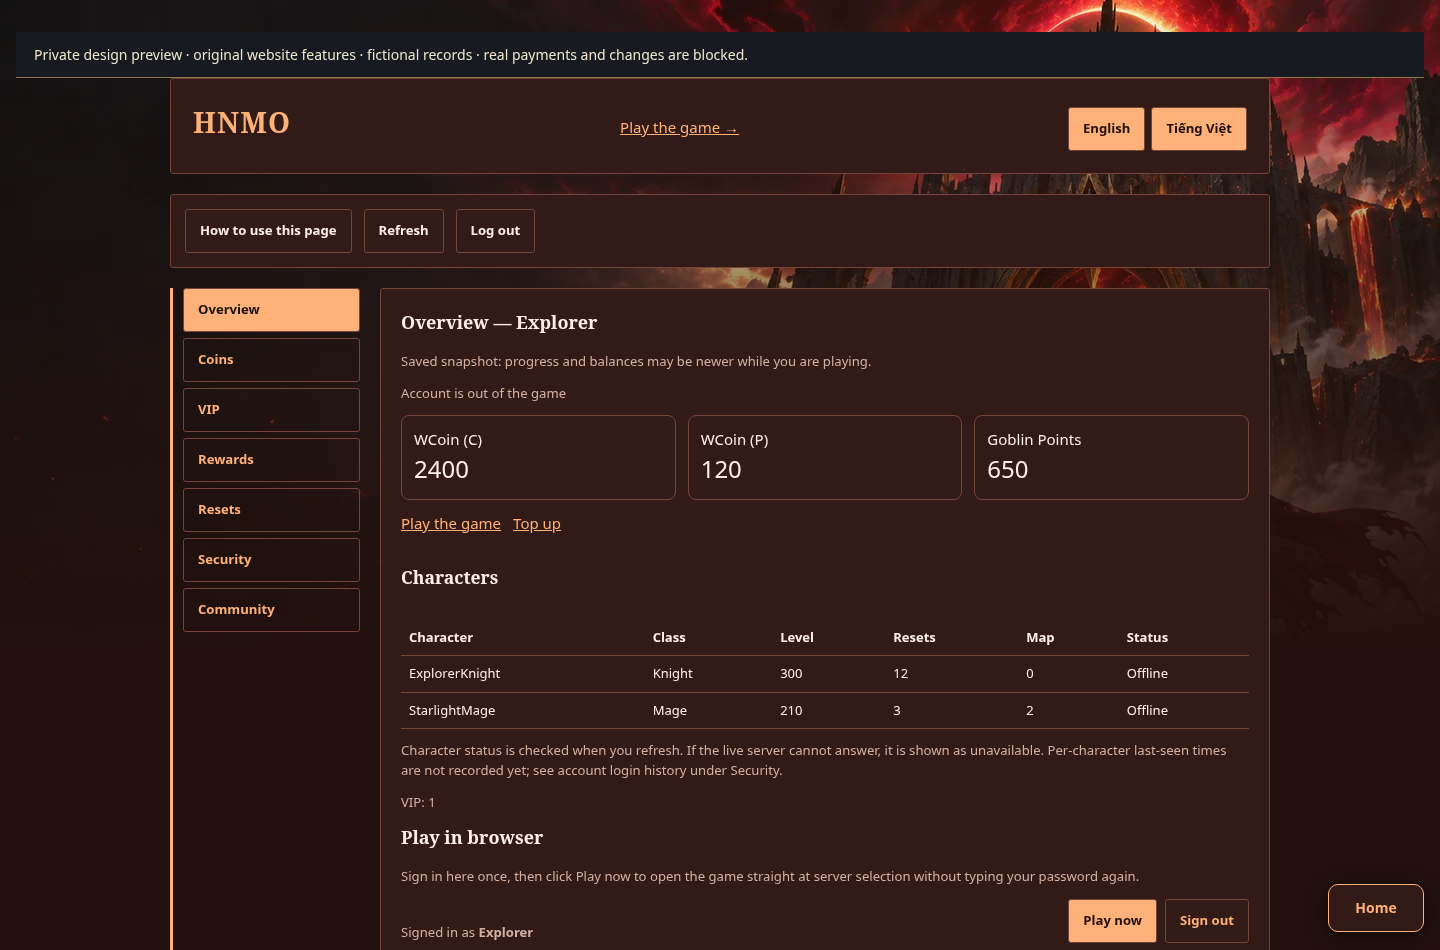 Private design preview · original website features · fictional records · real payments and changes are blocked.
HNMO
Play the game →
English
Tiếng Việt
How to use this page
Refresh
Log out
Overview
Coins
VIP
Rewards
Resets
Security
Community
Overview — Explorer
Saved snapshot: progress and balances may be newer while you are playing.
Account is out of the game
WCoin (C)
2400
WCoin (P)
120
Goblin Points
650
Play the game Top up
Characters
Character Class Level Resets Map Status
ExplorerKnight Knight 300 12 0 Offline
StarlightMage Mage 210 3 2 Offline
Character status is checked when you refresh. If the live server cannot answer, it is shown as unavailable. Per-character last-seen times
are not recorded yet; see account login history under Security.
VIP: 1
Play in browser
Sign in here once, then click Play now to open the game straight at server selection without typing your password again.
Signed in as Explorer
Play now
Sign out
Home